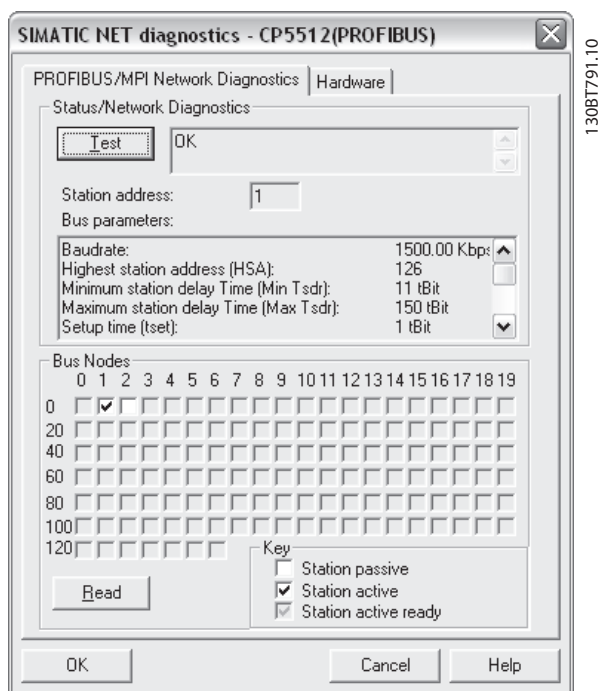 SIMATIC NET diagnostics - CP5512(PROFIBUS)
130BT791.10
PROFIBUS/MPI Network Diagnostics
Hardware
Status/Network Diagnostics
Test
OK
Station address: 1
Bus parameters:
Baudrate: 1500.00 Kbps
Highest station address (HSA): 126
Minimum station delay Time (Min Tsdr): 11 tBit
Maximum station delay Time (Max Tsdr): 150 tBit
Setup time (tset): 1 tBit
Bus Nodes
0 1 2 3 4 5 6 7 8 9 10 11 12 13 14 15 16 17 18 19
0
20
40
60
80
100
120
Key
Station passive
Station active
Station active ready
Read
OK
Cancel
Help